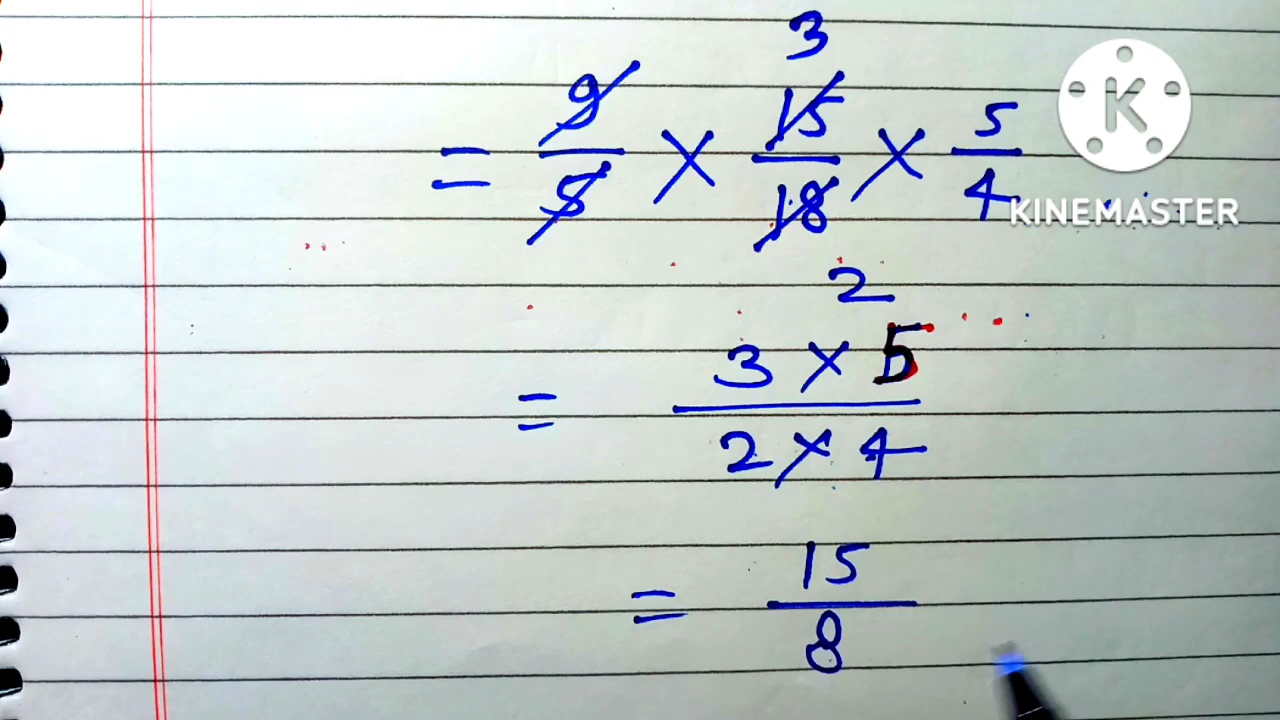 3
= 9/5 × 15/18 × 5/4
2
= 3 × 5 / 2 × 4
= 15/8
K
KINEMASTER